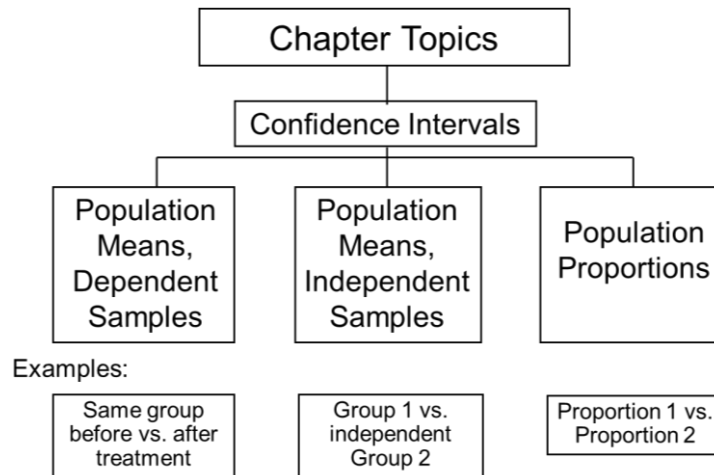 Chapter Topics
Confidence Intervals
Population
Means,
Dependent
Samples
Population
Means,
Independent
Samples
Population
Proportions
Examples:
Same group
before vs. after
treatment
Group 1 vs.
independent
Group 2
Proportion 1 vs.
Proportion 2